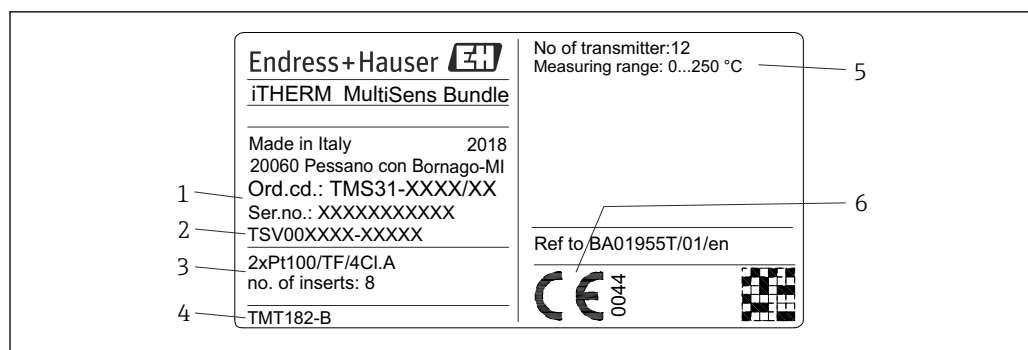 Endress+Hauser EH
iTHERM MultiSens Bundle
Made in Italy 2018
20060 Pessano con Bornago-MI
Ord.cd.: TMS31-XXXX/XX
Ser.no.: XXXXXXXXXXX
TSV00XXXX-XXXXX
2xPt100/TF/4Cl.A
no. of inserts: 8
TMT182-B
No of transmitter:12
Measuring range: 0...250 °C
Ref to BA01955T/01/en
CE 0044
1
2
3
4
5
6